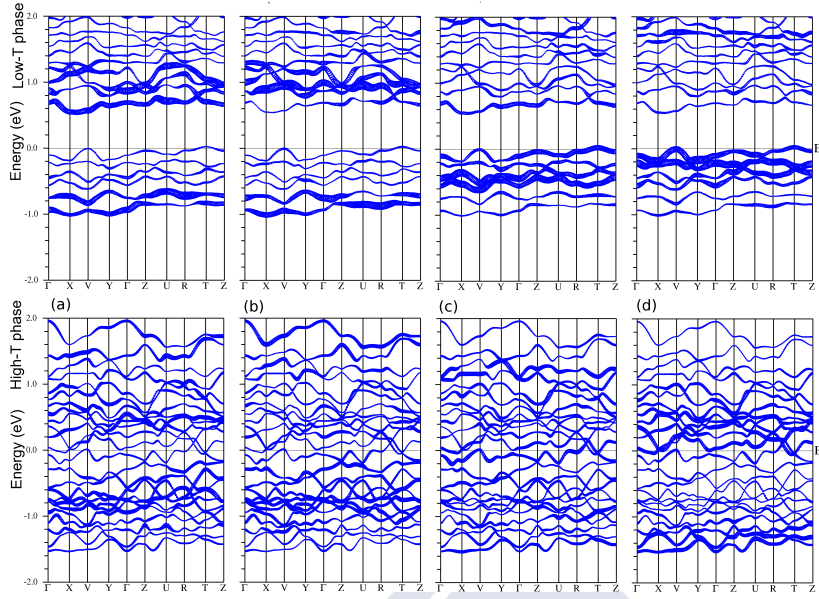 Low-T phase
Energy (eV)
2.0
1.0
0.0
-1.0
-2.0
Γ X V Y Γ Z U R T Z
Γ X V Y Γ Z U R T Z
Γ X V Y Γ Z U R T Z
Γ X V Y Γ Z U R T Z
E
(a)
(b)
(c)
(d)
High-T phase
Energy (eV)
2.0
1.0
0.0
-1.0
-2.0
Γ X V Y Γ Z U R T Z
Γ X V Y Γ Z U R T Z
Γ X V Y Γ Z U R T Z
Γ X V Y Γ Z U R T Z
E